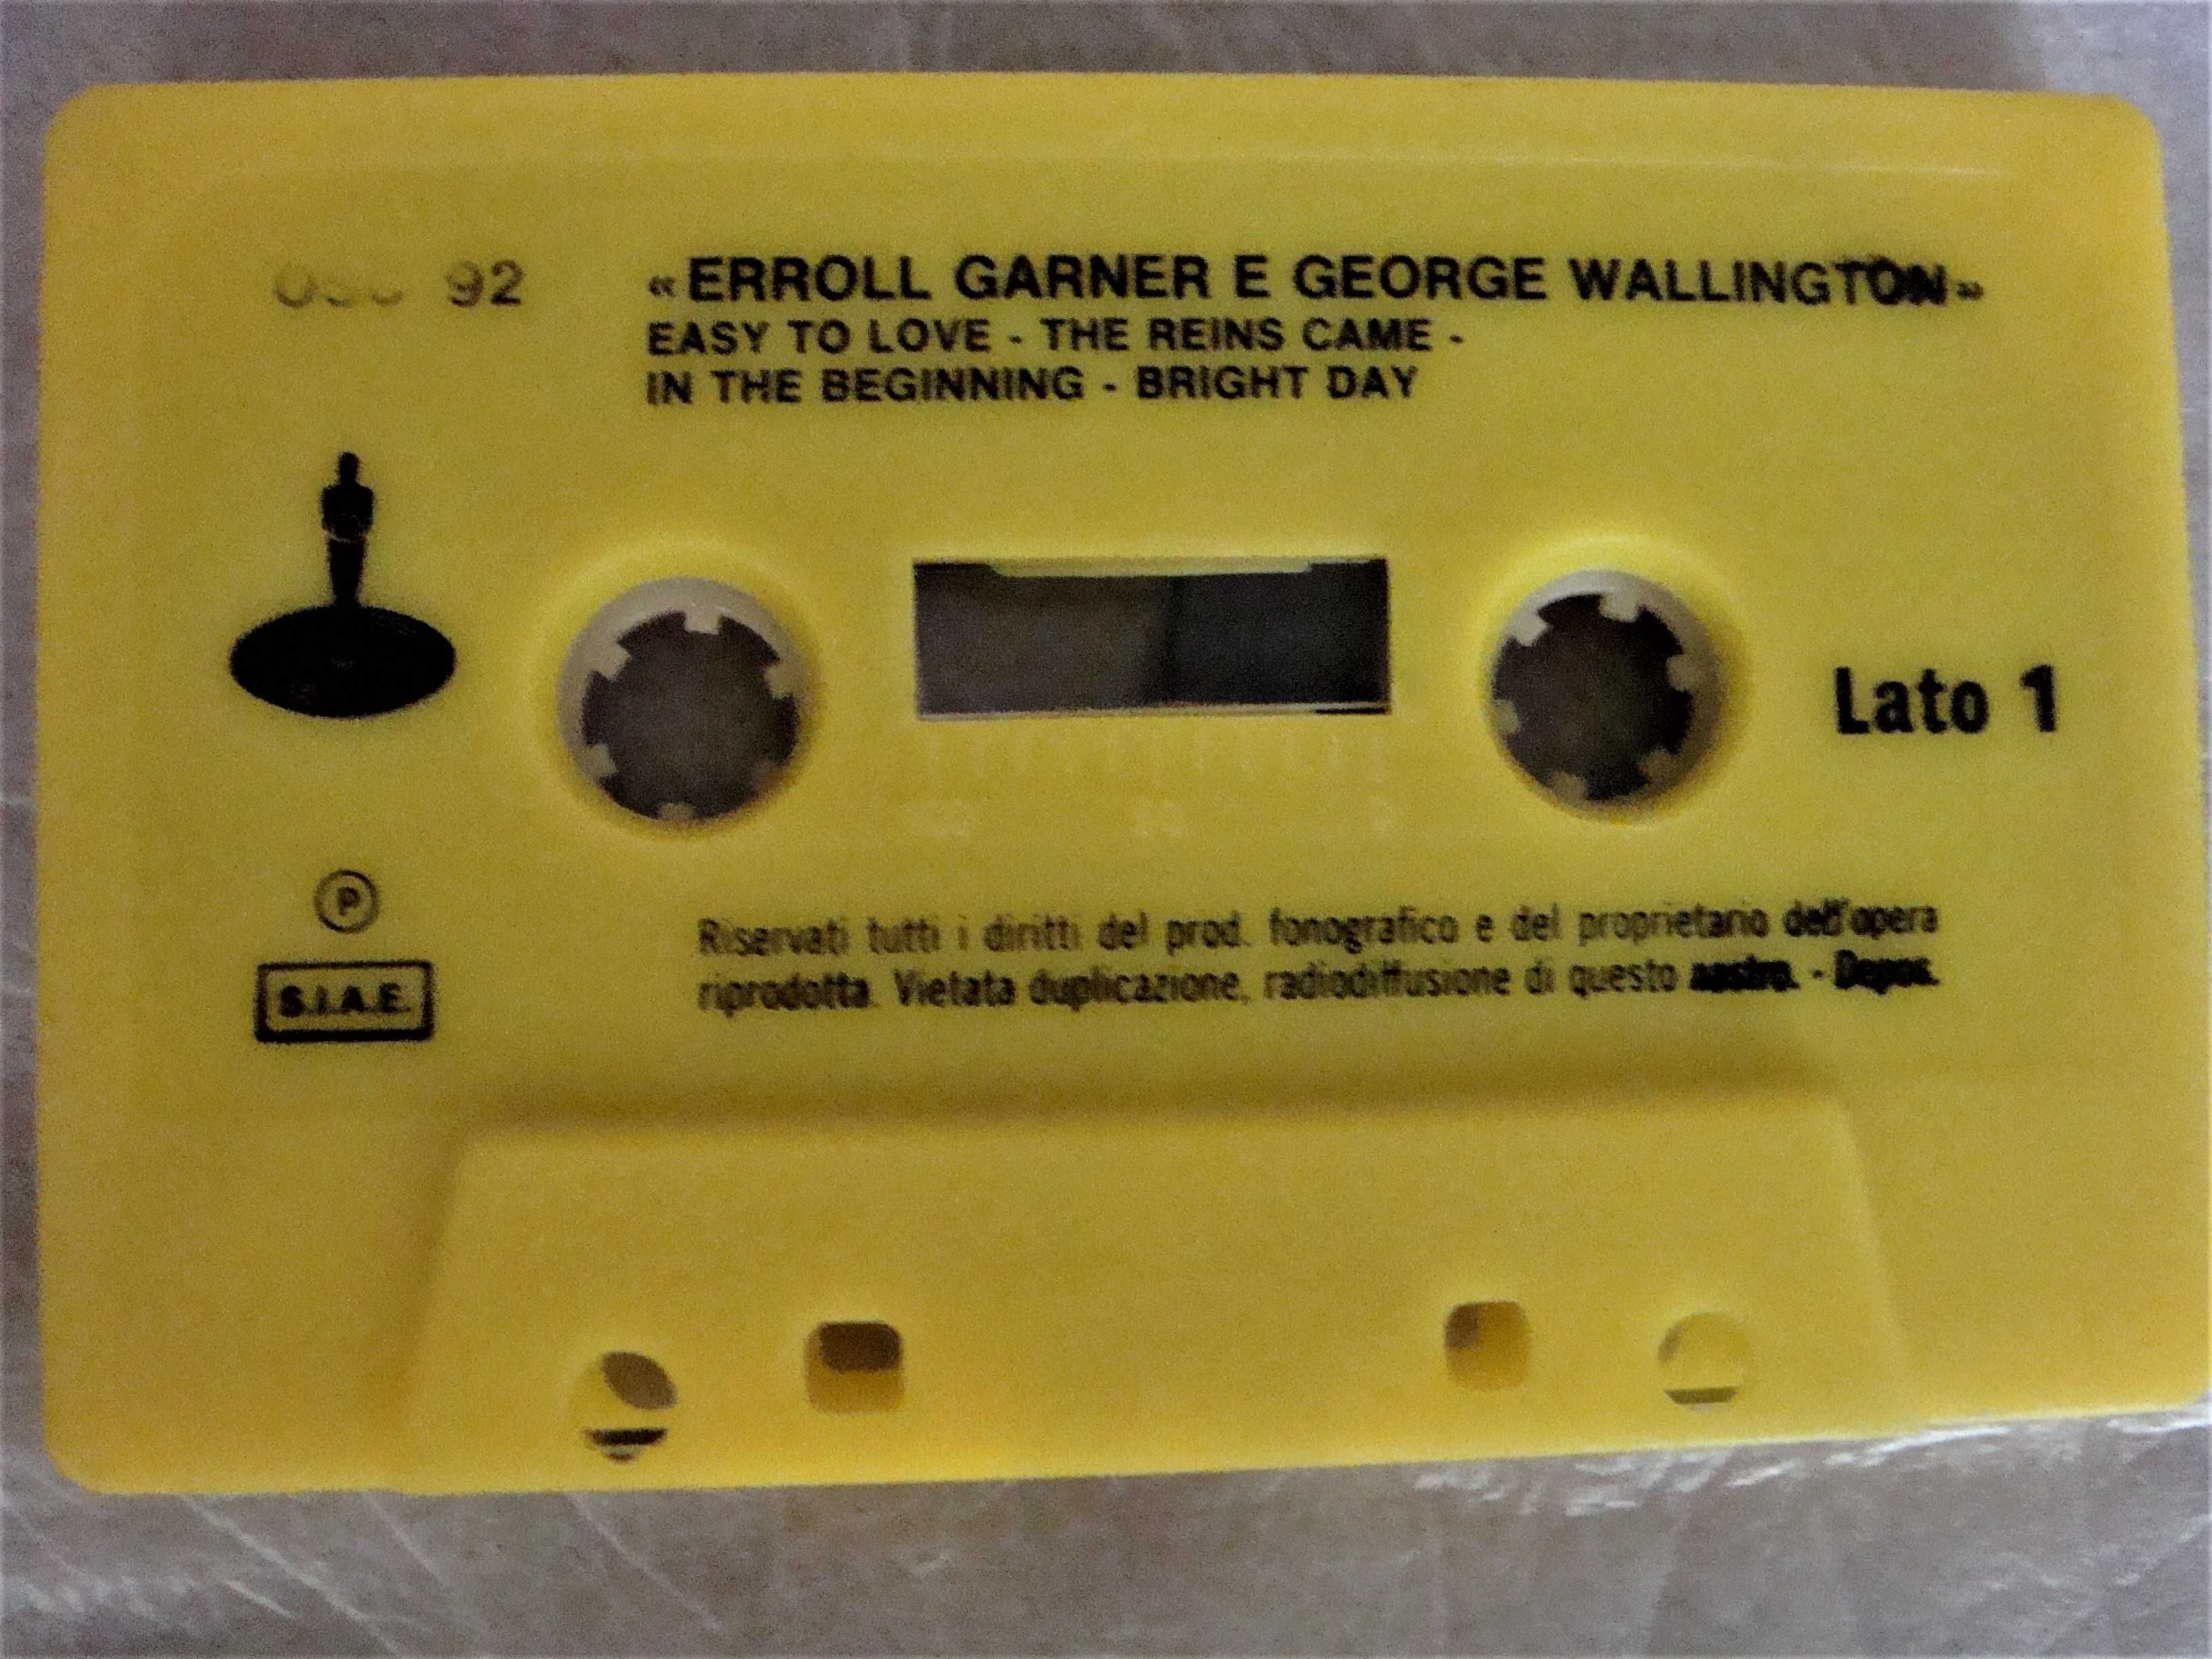 92
«ERROLL GARNER E GEORGE WALLINGTON»
EASY TO LOVE - THE REINS CAME -
IN THE BEGINNING - BRIGHT DAY
Lato 1
P
S.I.A.E.
Riservati tutti i diritti del prod. fonografico e del proprietario dell'opera
riprodotta. Vietata duplicazione, radiodiffusione di questo nastro. - Depos.